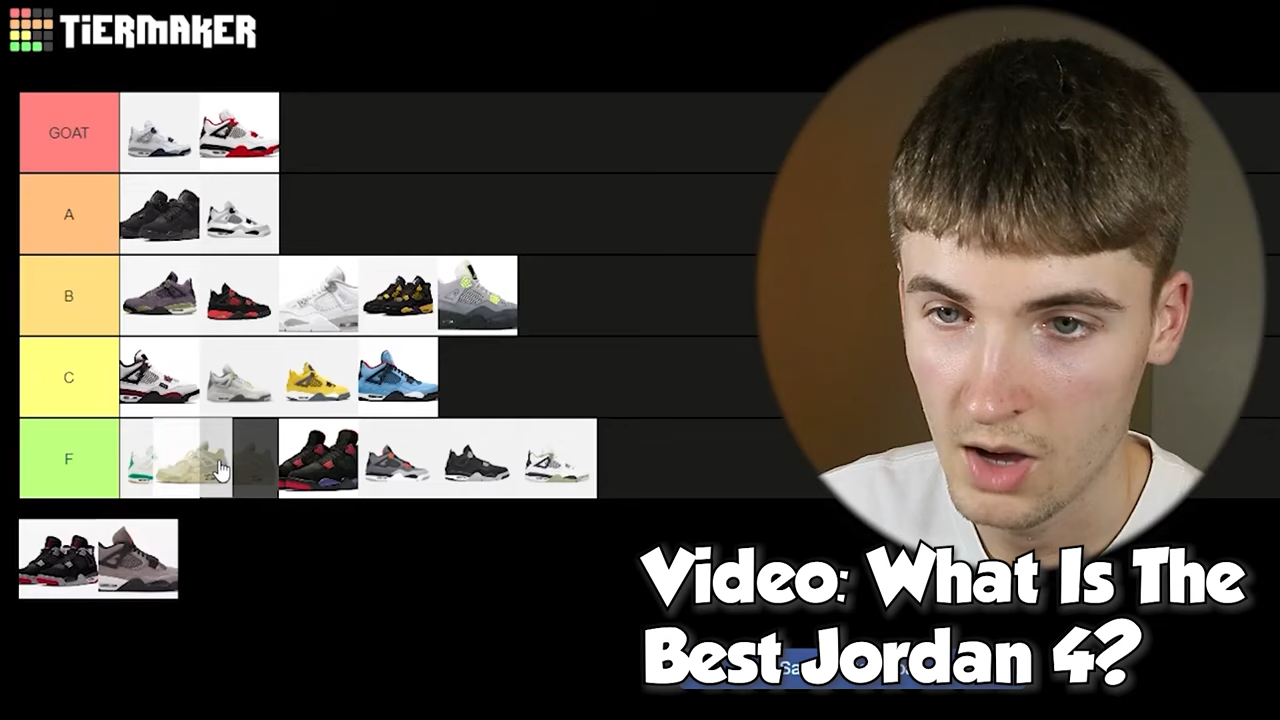 TiERMAKER
GOAT
A
B
C
F
Video: What Is The
Best Jordan 4?